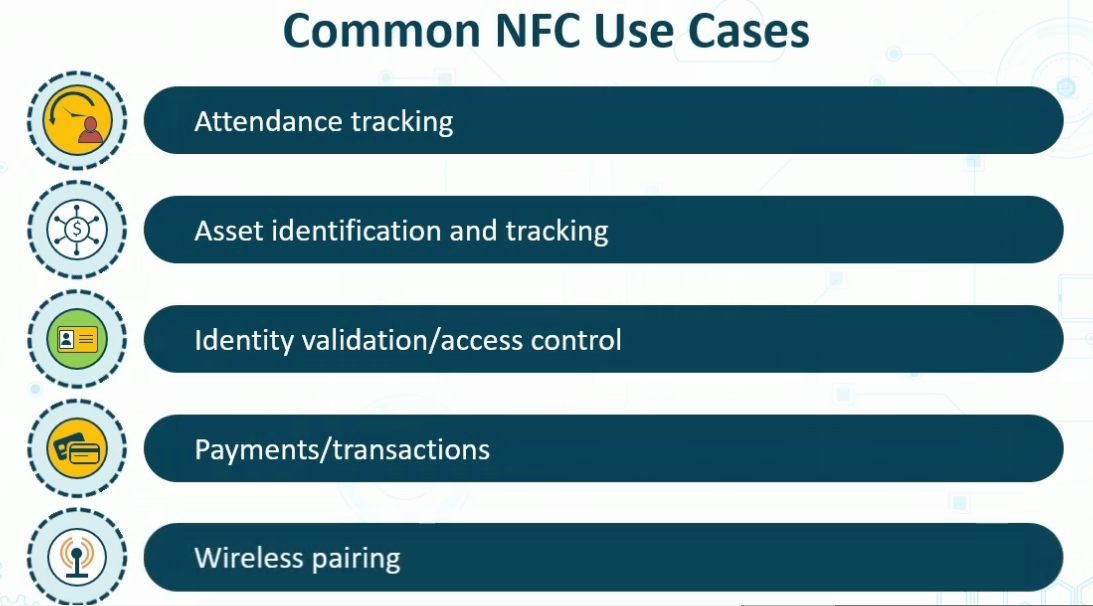 Common NFC Use Cases
Attendance tracking
$
Asset identification and tracking
Identity validation/access control
Payments/transactions
Wireless pairing